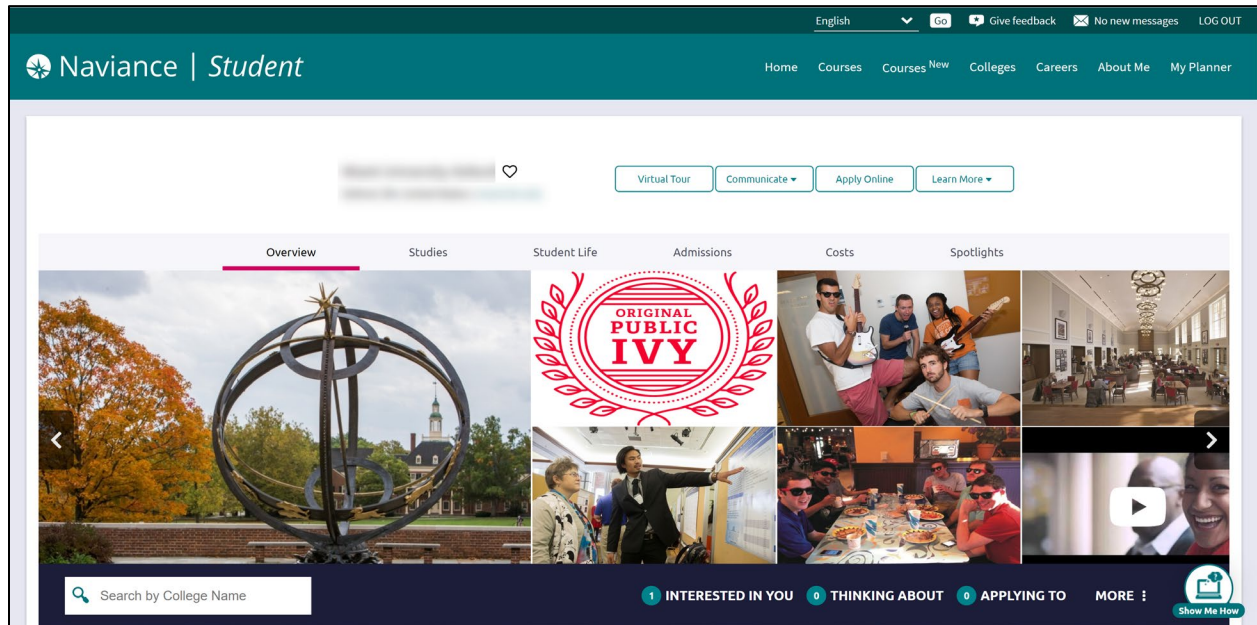 English Go Give feedback No new messages LOG OUT
Naviance | Student
Home Courses Courses New Colleges Careers About Me My Planner
Virtual Tour Communicate Apply Online Learn More
Overview Studies Student Life Admissions Costs Spotlights
ORIGINAL
PUBLIC
IVY
Search by College Name
1 INTERESTED IN YOU 0 THINKING ABOUT 0 APPLYING TO MORE
Show Me How